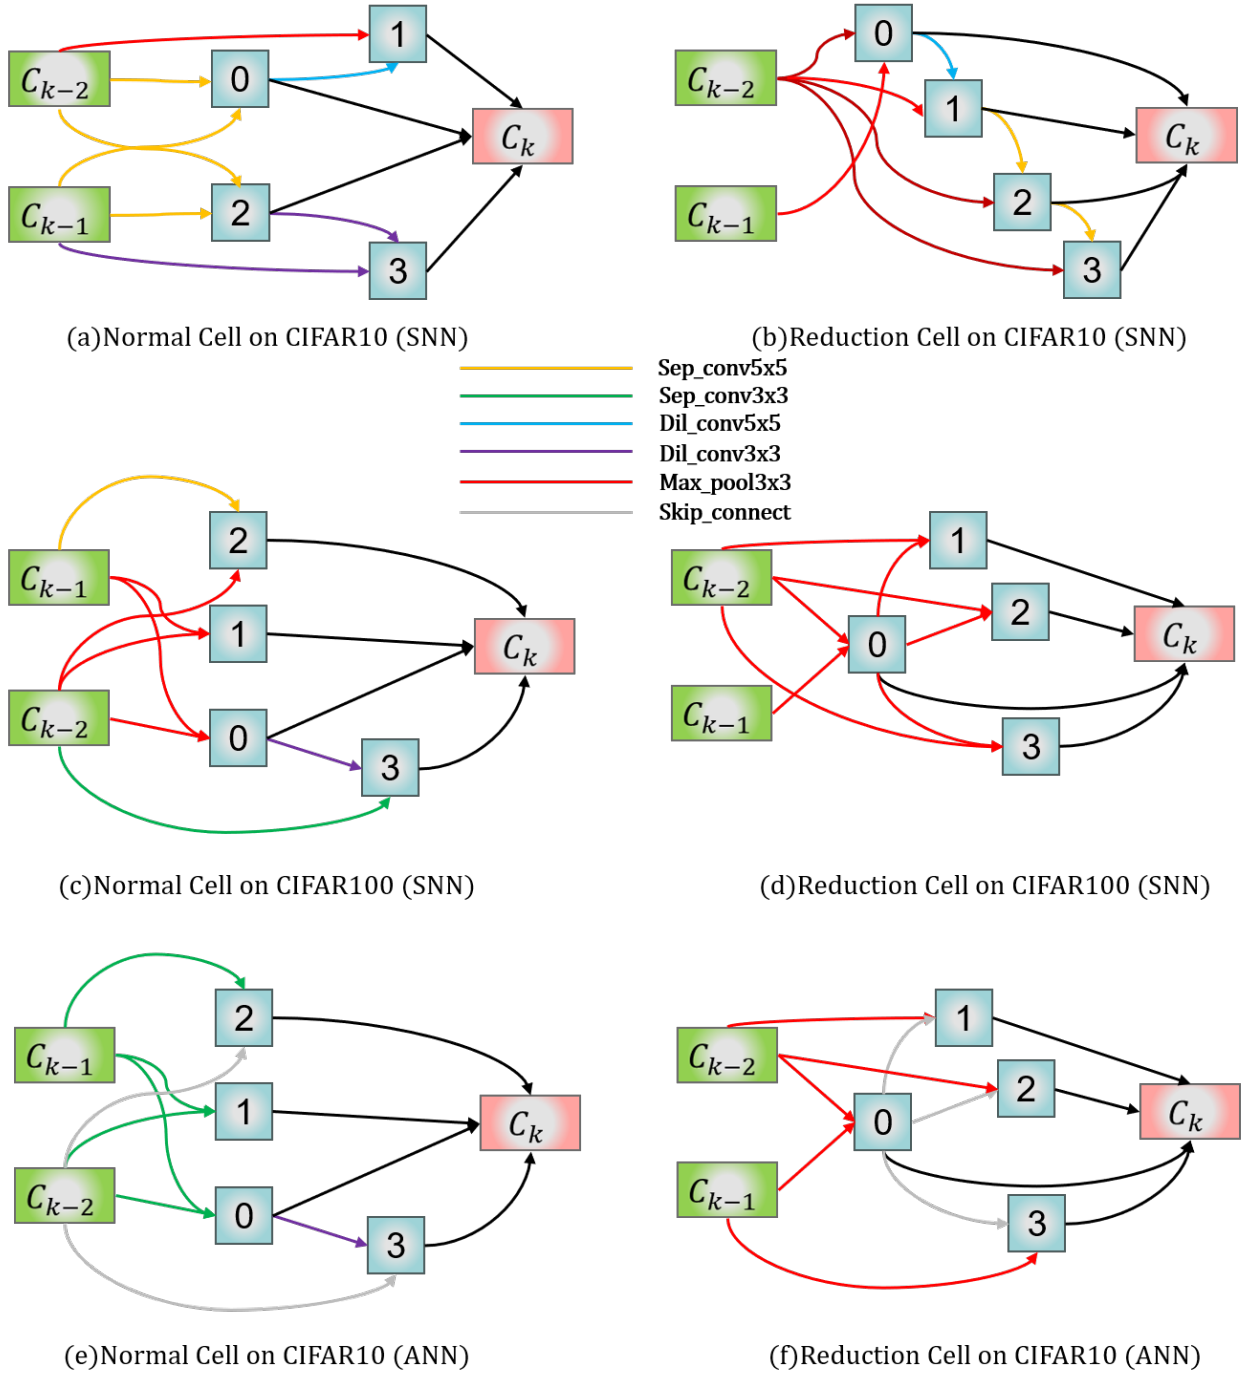 C_{k-2}
0
1
2
C_{k-1}
3
C_k
(a)Normal Cell on CIFAR10 (SNN)
C_{k-2}
0
1
C_{k-1}
2
3
C_k
(b)Reduction Cell on CIFAR10 (SNN)
Sep_conv5x5
Sep_conv3x3
Dil_conv5x5
Dil_conv3x3
Max_pool3x3
Skip_connect
2
C_{k-1}
1
C_{k-2}
0
3
C_k
(c)Normal Cell on CIFAR100 (SNN)
1
C_{k-2}
2
0
C_{k-1}
3
C_k
(d)Reduction Cell on CIFAR100 (SNN)
2
C_{k-1}
1
C_{k-2}
0
3
C_k
(e)Normal Cell on CIFAR10 (ANN)
1
C_{k-2}
2
0
C_{k-1}
3
C_k
(f)Reduction Cell on CIFAR10 (ANN)